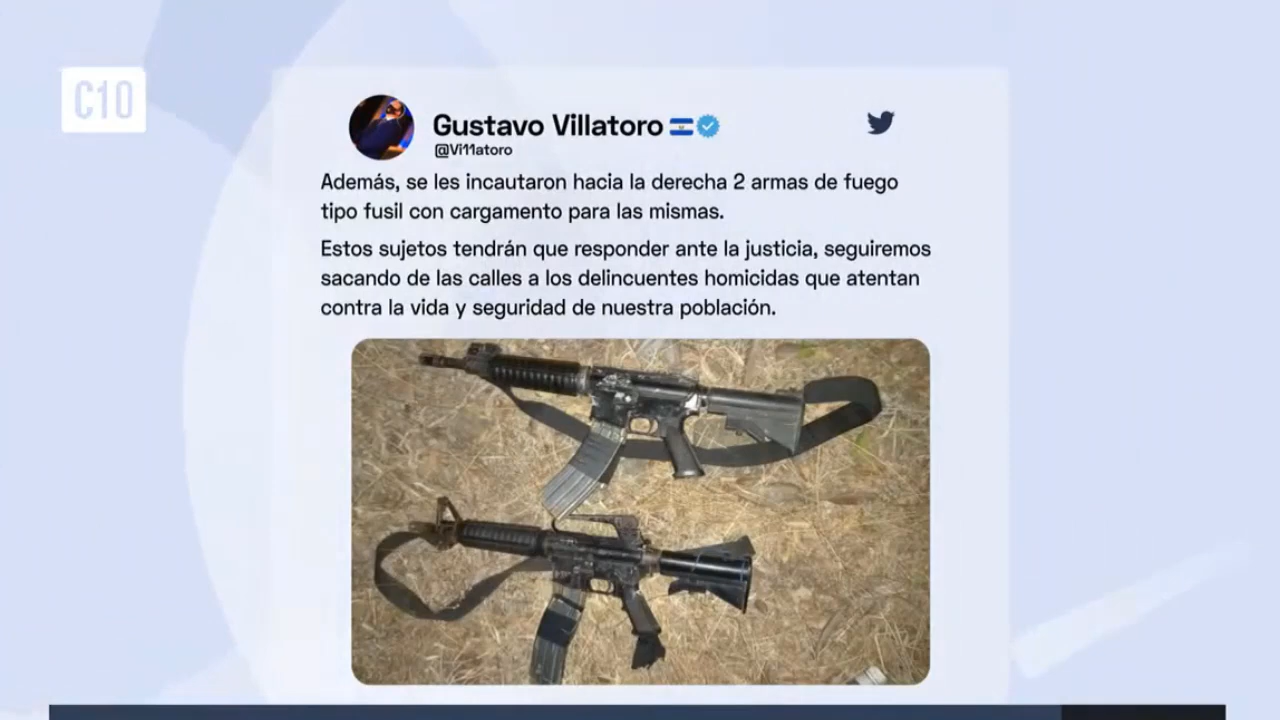 C10
Gustavo Villatoro
@Vi11atoro
Además, se les incautaron hacia la derecha 2 armas de fuego
tipo fusil con cargamento para las mismas.
Estos sujetos tendrán que responder ante la justicia, seguiremos
sacando de las calles a los delincuentes homicidas que atentan
contra la vida y seguridad de nuestra población.